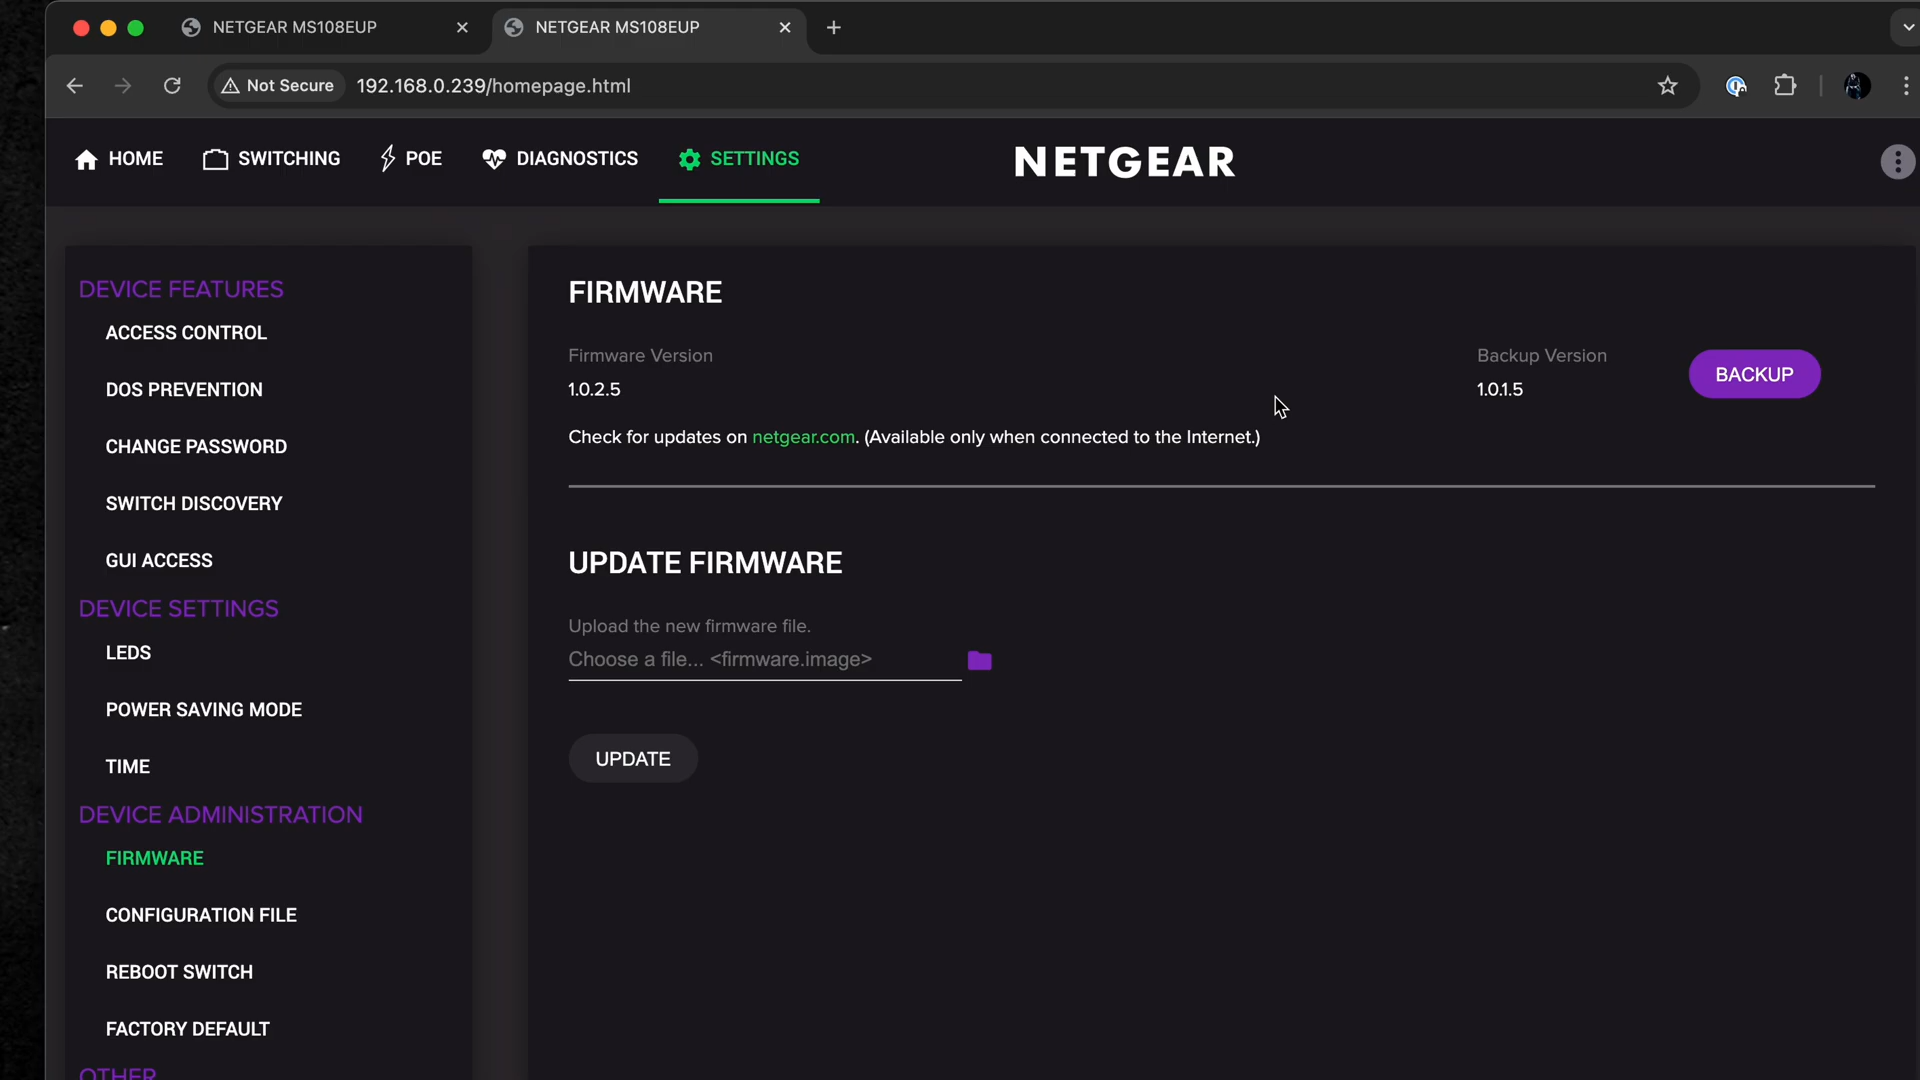 NETGEAR MS108EUP
NETGEAR MS108EUP
Not Secure
192.168.0.239/homepage.html
HOME
SWITCHING
POE
DIAGNOSTICS
SETTINGS
NETGEAR
DEVICE FEATURES
ACCESS CONTROL
DOS PREVENTION
CHANGE PASSWORD
SWITCH DISCOVERY
GUI ACCESS
DEVICE SETTINGS
LEDS
POWER SAVING MODE
TIME
DEVICE ADMINISTRATION
FIRMWARE
CONFIGURATION FILE
REBOOT SWITCH
FACTORY DEFAULT
OTHER
FIRMWARE
Firmware Version
1.0.2.5
Backup Version
1.0.1.5
BACKUP
Check for updates on netgear.com. (Available only when connected to the Internet.)
UPDATE FIRMWARE
Upload the new firmware file.
Choose a file... <firmware.image>
UPDATE